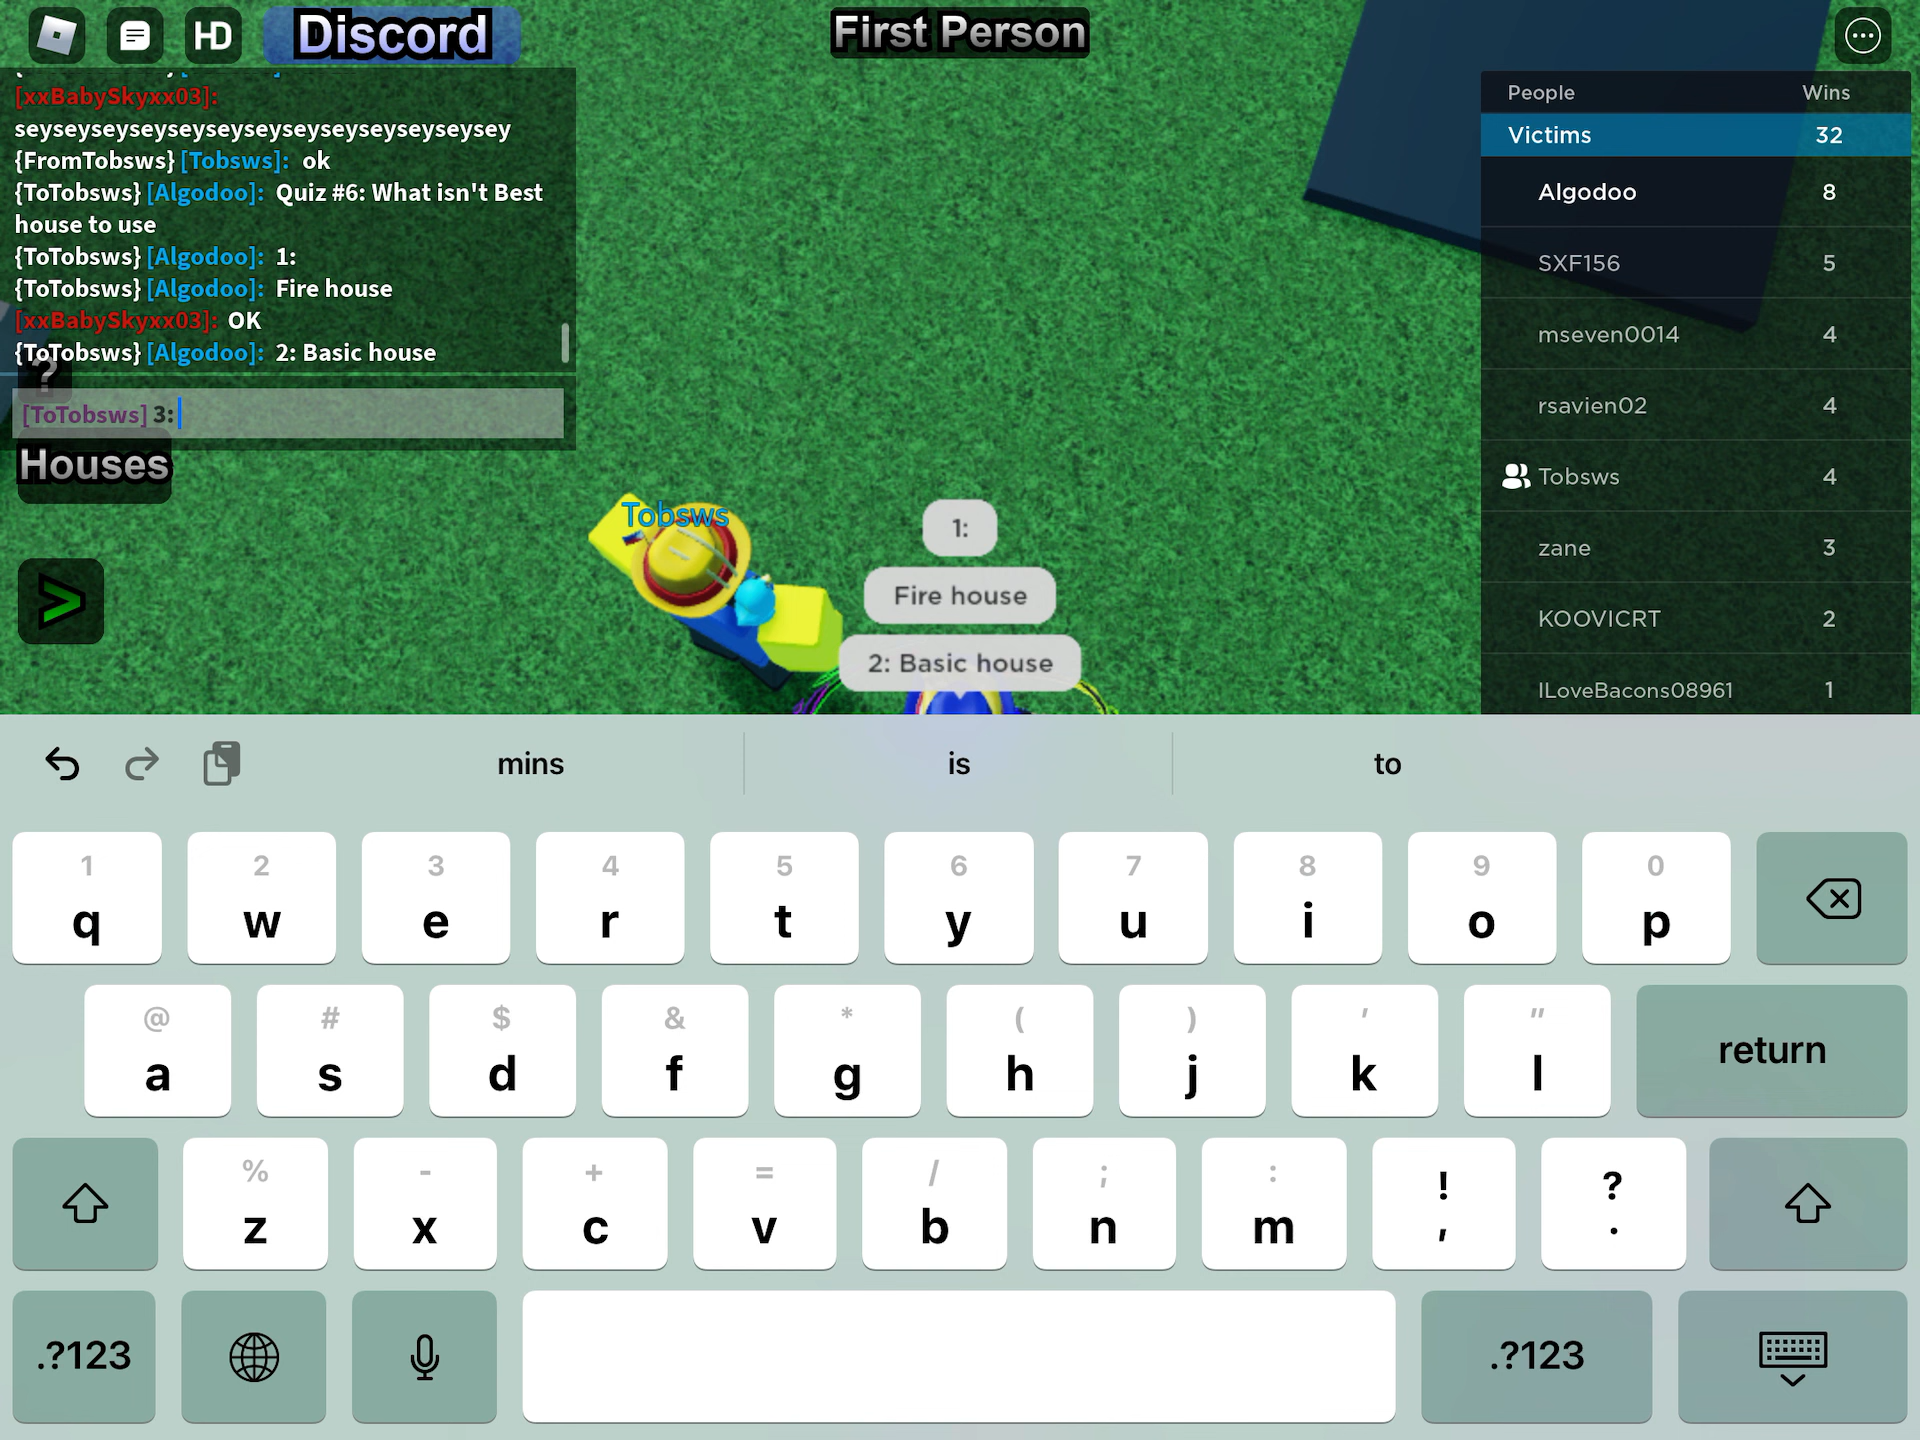 HD
Discord
First Person
[xxBabySkyxx03]:
seyseyseyseyseyseyseyseyseyseyseyseysey
{FromTobsws} [Tobsws]: ok
{ToTobsws} [Algodoo]: Quiz #6: What isn't Best
house to use
{ToTobsws} [Algodoo]: 1:
{ToTobsws} [Algodoo]: Fire house
[xxBabySkyxx03]: OK
{ToTobsws} [Algodoo]: 2: Basic house
?
[ToTobsws] 3:
Houses
>
People Wins
Victims 32
Algodoo 8
SXF156 5
mseven0014 4
rsavien02 4
Tobsws 4
zane 3
KOOVICRT 2
ILoveBacons08961 1
Tobsws
1:
Fire house
2: Basic house
mins is to
1 2 3 4 5 6 7 8 9 0
q w e r t y u i o p
@ # $ & * ( ) ' "
a s d f g h j k l return
% - + = / ; : ! ?
z x c v b n m , .
.?123 .?123